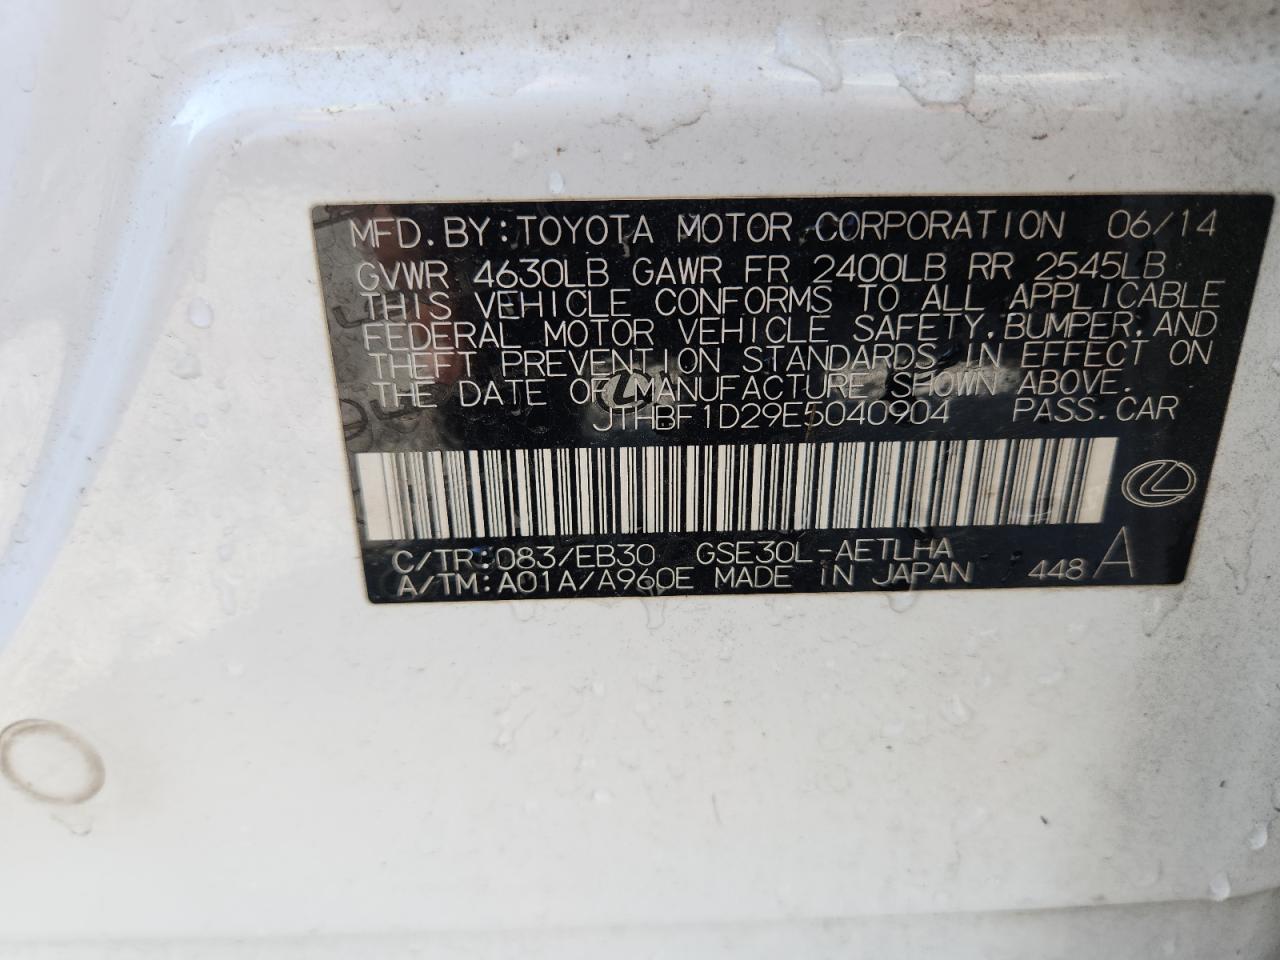 MFD. BY: TOYOTA MOTOR CORPORATION 06/14
GVWR 4630LB GAWR FR 2400LB RR 2545LB
THIS VEHICLE CONFORMS TO ALL APPLICABLE
FEDERAL MOTOR VEHICLE SAFETY, BUMPER, AND
THEFT PREVENTION STANDARDS IN EFFECT ON
THE DATE OF MANUFACTURE SHOWN ABOVE.
JTHBF1D29E5040904 PASS. CAR
C/TR: 083/EB30 GSE30L-AETLHA
A/TM: A01A/A960E MADE IN JAPAN 448 A